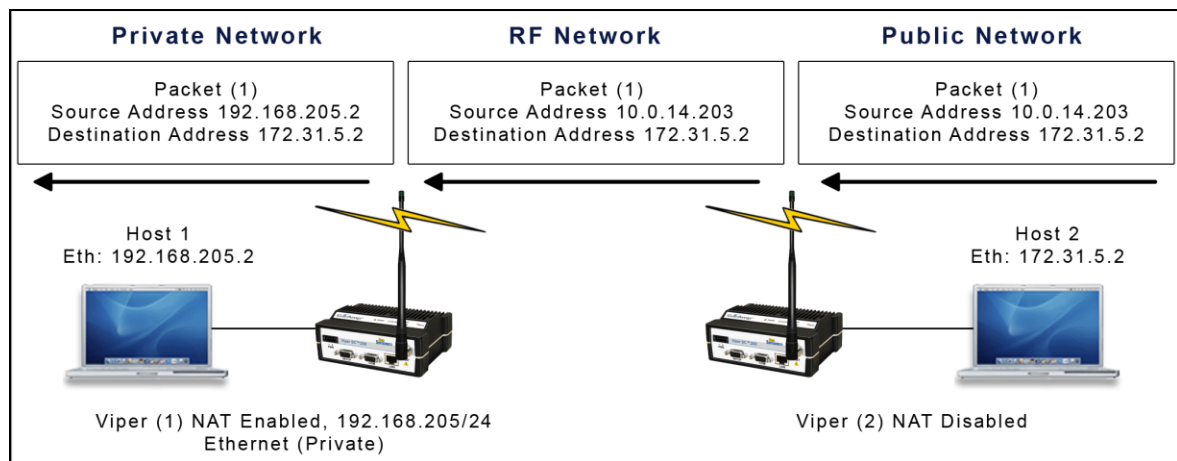 Private Network
RF Network
Public Network
Packet (1)
Source Address 192.168.205.2
Destination Address 172.31.5.2
Packet (1)
Source Address 10.0.14.203
Destination Address 172.31.5.2
Packet (1)
Source Address 10.0.14.203
Destination Address 172.31.5.2
Host 1
Eth: 192.168.205.2
Host 2
Eth: 172.31.5.2
Viper (1) NAT Enabled, 192.168.205/24
Ethernet (Private)
Viper (2) NAT Disabled